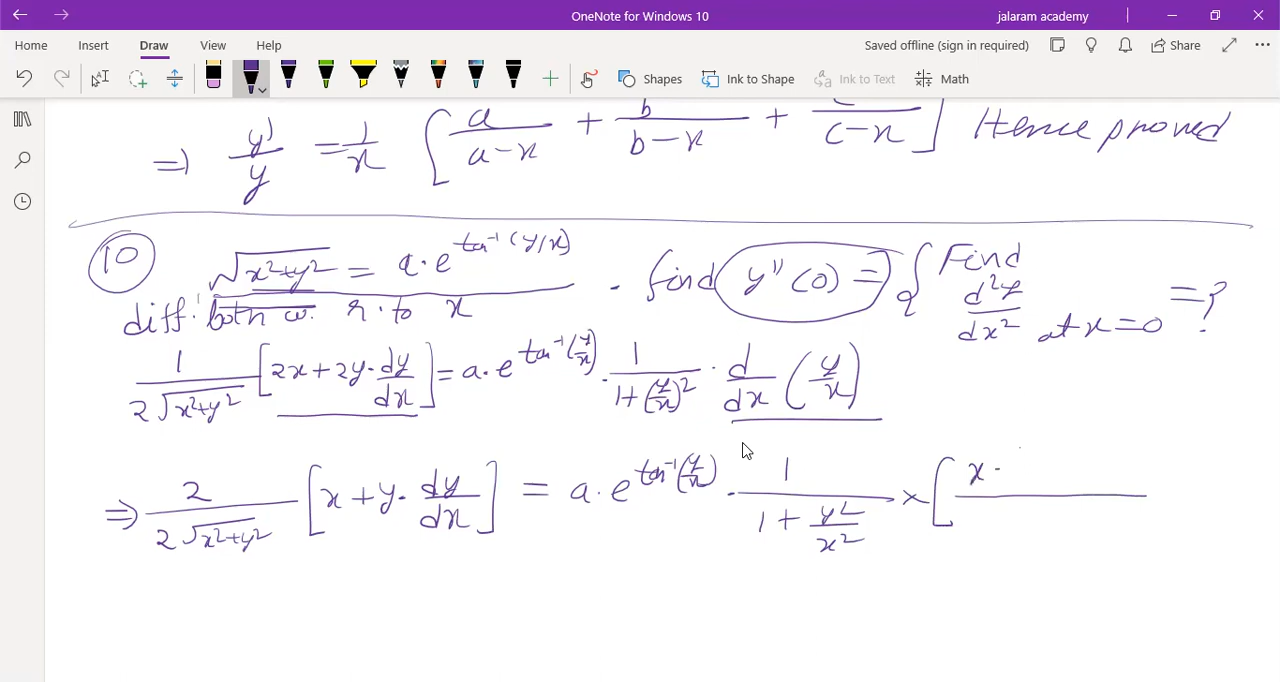 OneNote for Windows 10
jalaram academy
Home Insert Draw View Help
Saved offline (sign in required)
Share
Shapes Ink to Shape Ink to Text Math
=> y'/y = 1/x [a/(a-x) + b/(b-x) + c/(c-x)] Hence proved
10 √(x²+y²) = a·e^(tan⁻¹(y/x)) . find y''(0) => { Find d²y/dx² at x=0 =?
diff. both w. r. to x
1/(2√(x²+y²)) [2x+2y·dy/dx] = a·e^(tan⁻¹(y/x)) · 1/(1+(y/x)²) · d/dx (y/x)
=> 2/(2√(x²+y²)) [x+y·dy/dx] = a·e^(tan⁻¹(y/x)) · 1/(1+y²/x²) × [x·